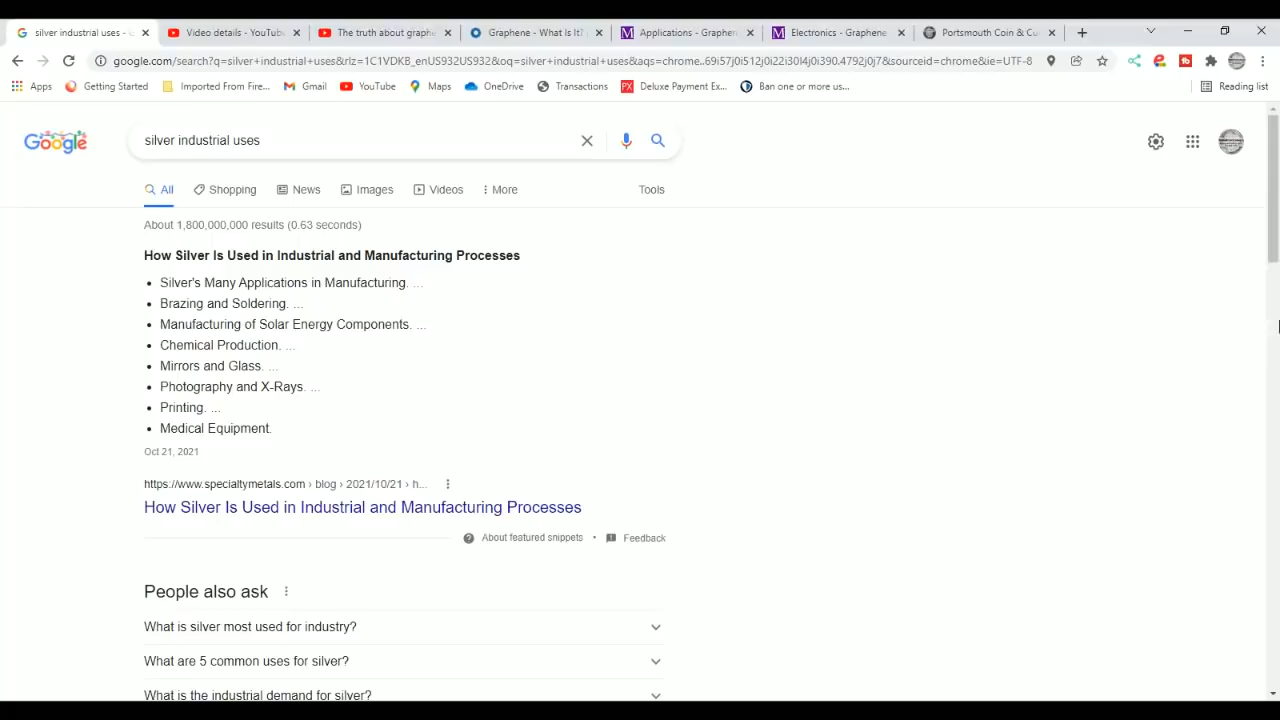 silver industrial uses - G
Video details - YouTube
The truth about graphe
Graphene - What Is It?
Applications - Graphen
Electronics - Graphene
Portsmouth Coin & Cu
google.com/search?q=silver+industrial+uses&rlz=1C1VDKB_enUS932US932&oq=silver+industrial+uses&aqs=chrome..69i57j0i512j0i22i30l4j0i390.4792j0j7&sourceid=chrome&ie=UTF-8
Apps
Getting Started
Imported From Fire...
Gmail
YouTube
Maps
OneDrive
Transactions
PX Deluxe Payment Ex...
Ban one or more us...
Reading list
Google
silver industrial uses
All
Shopping
News
Images
Videos
More
Tools
About 1,800,000,000 results (0.63 seconds)
How Silver Is Used in Industrial and Manufacturing Processes
Silver's Many Applications in Manufacturing. ...
Brazing and Soldering. ...
Manufacturing of Solar Energy Components. ...
Chemical Production. ...
Mirrors and Glass. ...
Photography and X-Rays. ...
Printing. ...
Medical Equipment.
Oct 21, 2021
https://www.specialtymetals.com › blog › 2021/10/21 › h...
How Silver Is Used in Industrial and Manufacturing Processes
About featured snippets • Feedback
People also ask
What is silver most used for industry?
What are 5 common uses for silver?
What is the industrial demand for silver?